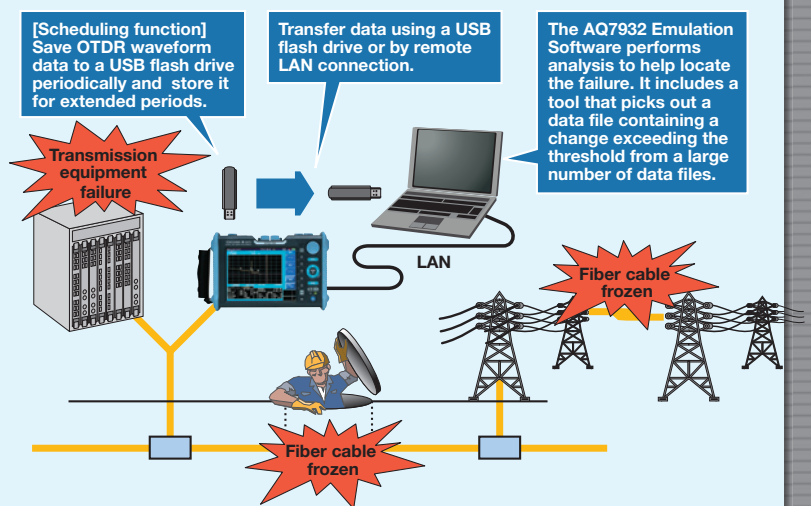 [Scheduling function]
Save OTDR waveform
data to a USB flash drive
periodically and store it
for extended periods.
Transfer data using a USB
flash drive or by remote
LAN connection.
The AQ7932 Emulation
Software performs
analysis to help locate
the failure. It includes a
tool that picks out a
data file containing a
change exceeding the
threshold from a large
number of data files.
Transmission
equipment
failure
LAN
Fiber cable
frozen
Fiber cable
frozen